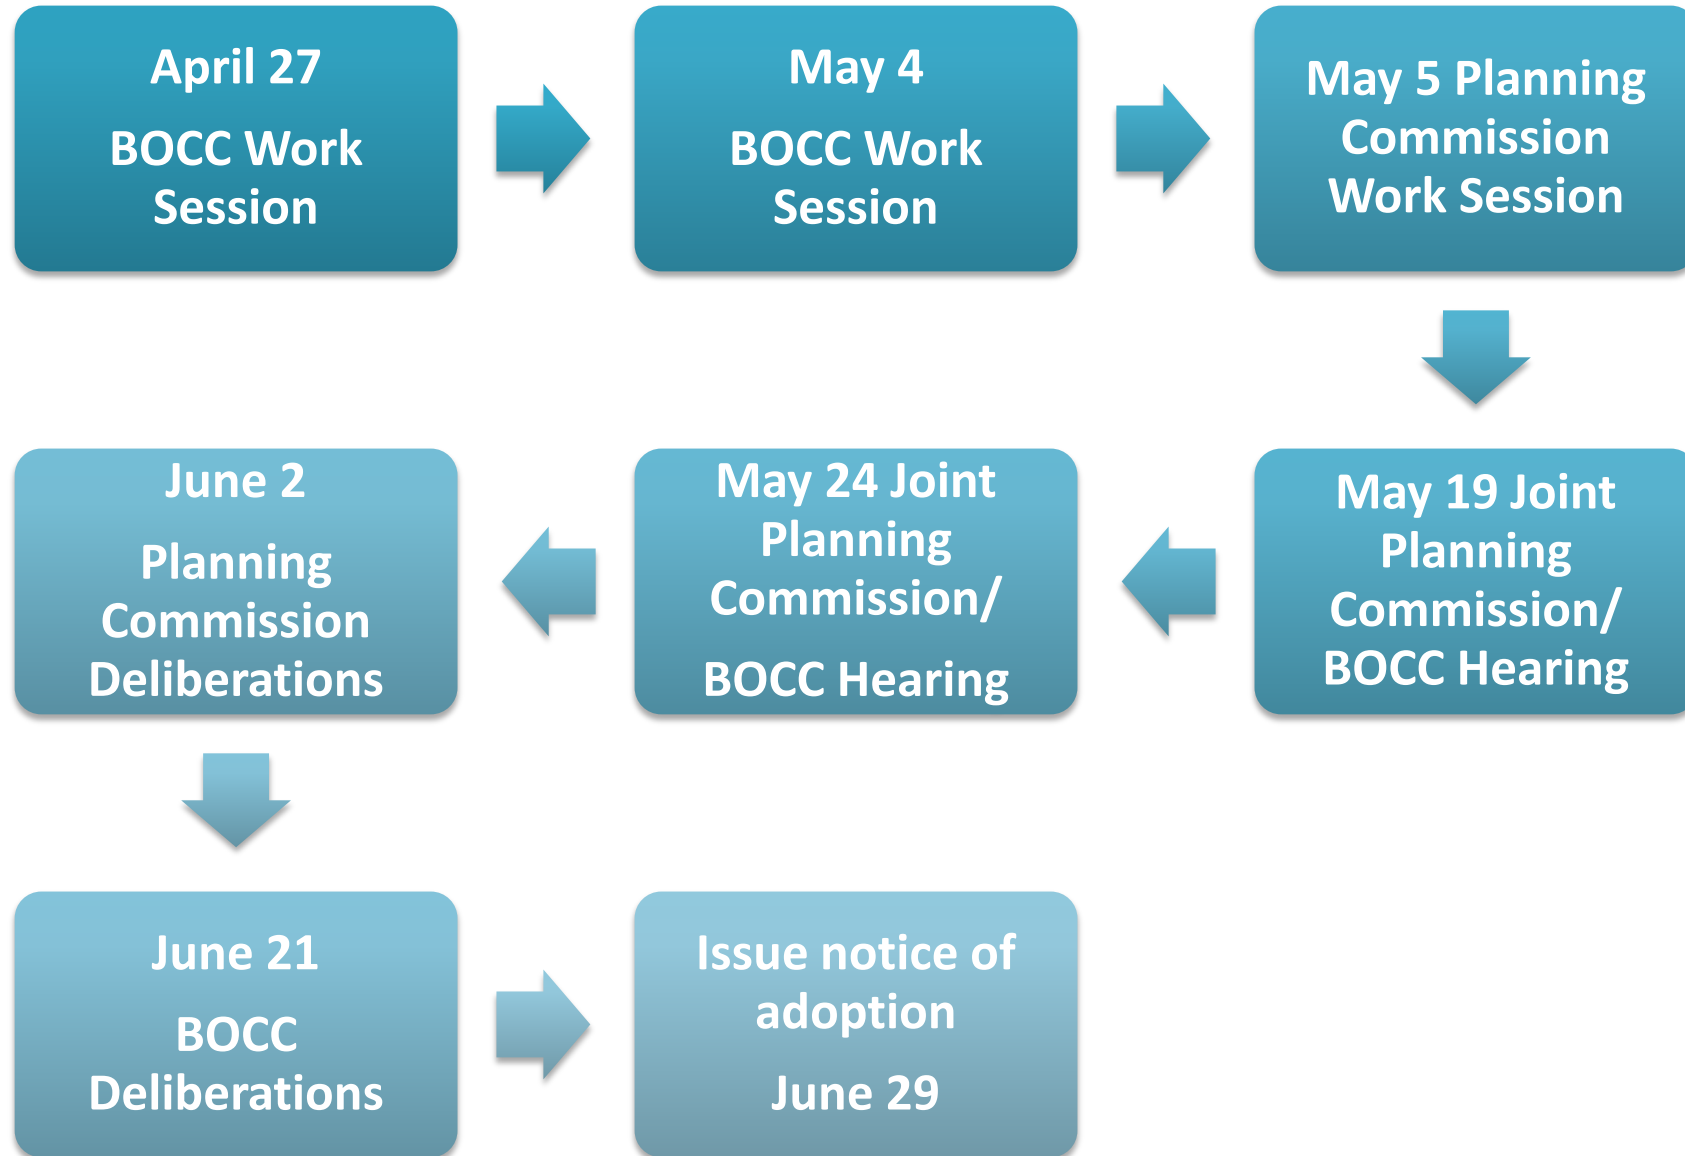 April 27
BOCC Work
Session
May 4
BOCC Work
Session
May 5 Planning
Commission
Work Session
May 19 Joint
Planning
Commission/
BOCC Hearing
May 24 Joint
Planning
Commission/
BOCC Hearing
June 2
Planning
Commission
Deliberations
June 21
BOCC
Deliberations
Issue notice of
adoption
June 29